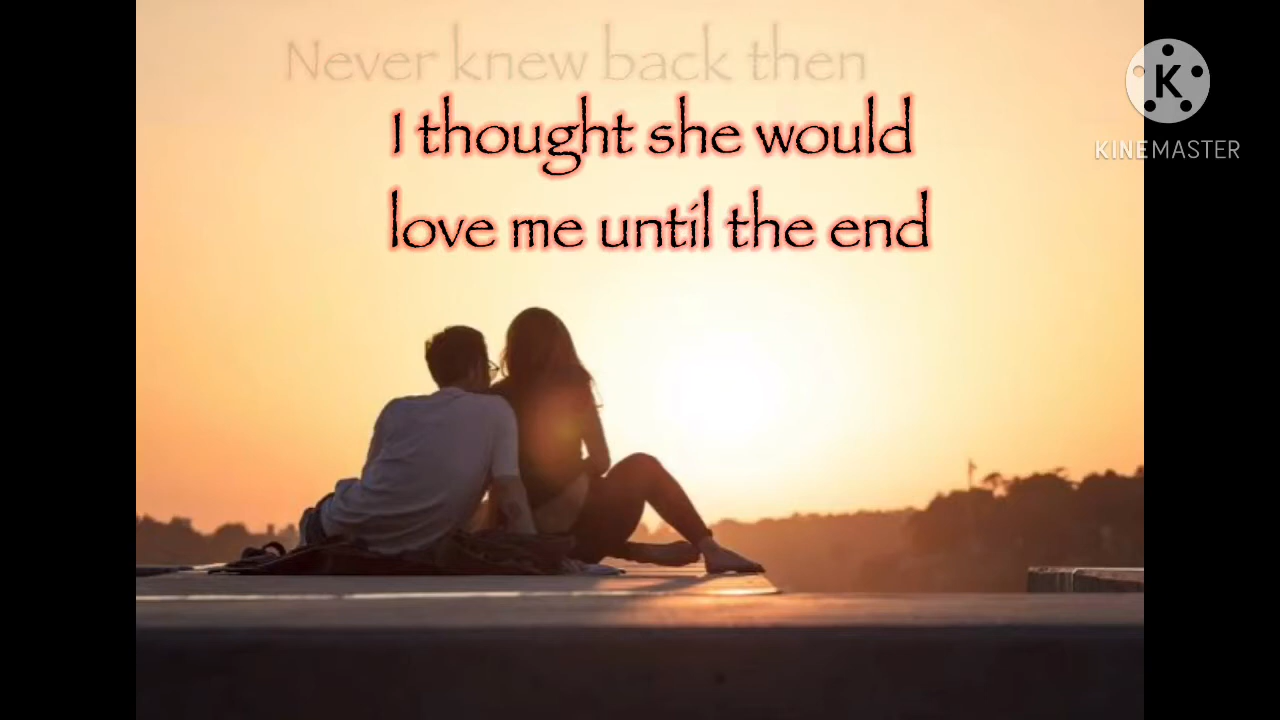 Never knew back then
I thought she would
love me until the end
K
KINEMASTER